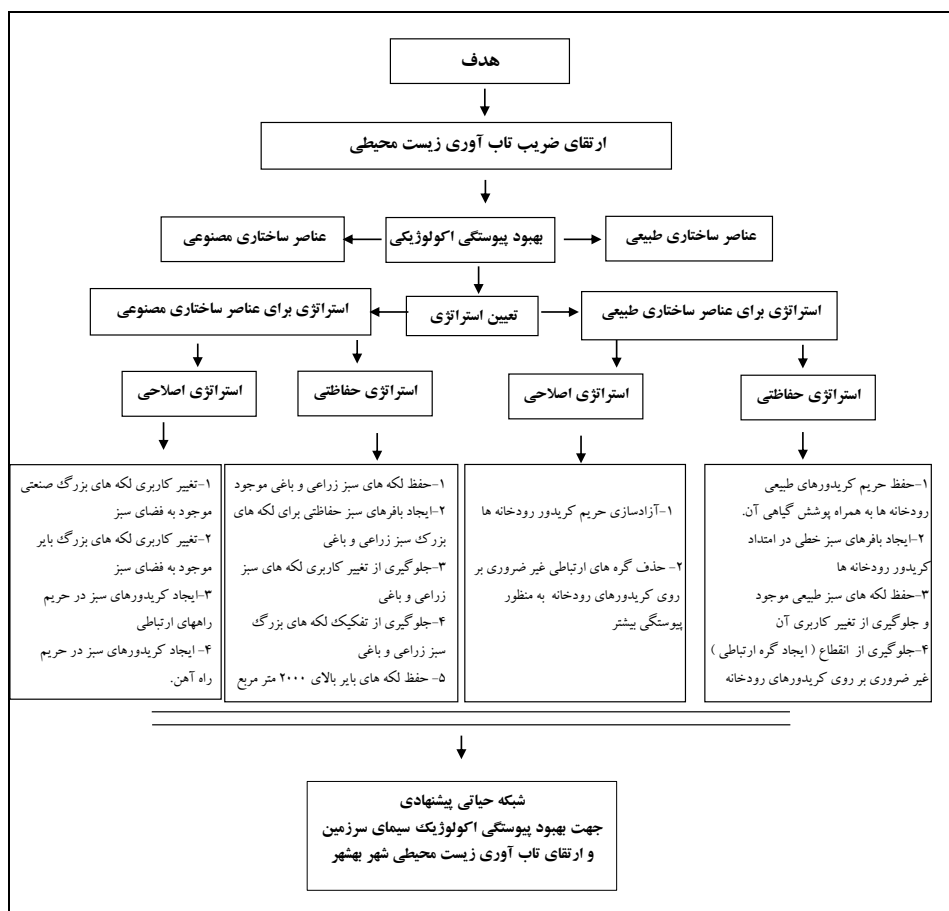 هدف
ارتقای ضریب تاب آوری زیست محیطی
عناصر ساختاری طبیعی
بهبود پیوستگی اکولوژیکی
عناصر ساختاری مصنوعی
استراتژی برای عناصر ساختاری طبیعی
تعیین استراتژی
استراتژی برای عناصر ساختاری مصنوعی
استراتژی حفاظتی
استراتژی اصلاحی
استراتژی حفاظتی
استراتژی اصلاحی
۱-حفظ حریم کریدورهای طبیعی
رودخانه ها به همراه پوشش گیاهی آن.
۲-ایجاد بافرهای سبز خطی در امتداد
کریدور رودخانه ها
۳-حفظ لکه های سبز طبیعی موجود
و جلوگیری از تغییر کاربری آن
۴-جلوگیری از انقطاع ( ایجاد گره ارتباطی )
غیر ضروری بر روی کریدورهای رودخانه
۱-آزادسازی حریم کریدور رودخانه ها
۲- حذف گره های ارتباطی غیر ضروری بر
روی کریدورهای رودخانه به منظور
پیوستگی بیشتر
۱-حفظ لکه های سبز زراعی و باغی موجود
۲-ایجاد بافرهای سبز حفاظتی برای لکه های
بزرک سبز زراعی و باغی
۳-جلوگیری از تغییر کاربری لکه های سبز
زراعی و باغی
۴-جلوگیری از تفکیک لکه های بزرگ
سبز زراعی و باغی
۵- حفظ لکه های بایر بالای ۲۰۰۰ متر مربع
۱-تغییر کاربری لکه های بزرگ صنعتی
موجود به فضای سبز
۲-تغییر کاربری لکه های بزرگ بایر
موجود به فضای سبز
۳-ایجاد کریدورهای سبز در حریم
راههای ارتباطی
۴- ایجاد کریدورهای سبز در حریم
راه آهن.
شبکه حیاتی پیشنهادی
جهت بهبود پیوستگی اکولوژیک سیمای سرزمین
و ارتقای تاب آوری زیست محیطی شهر بهشهر